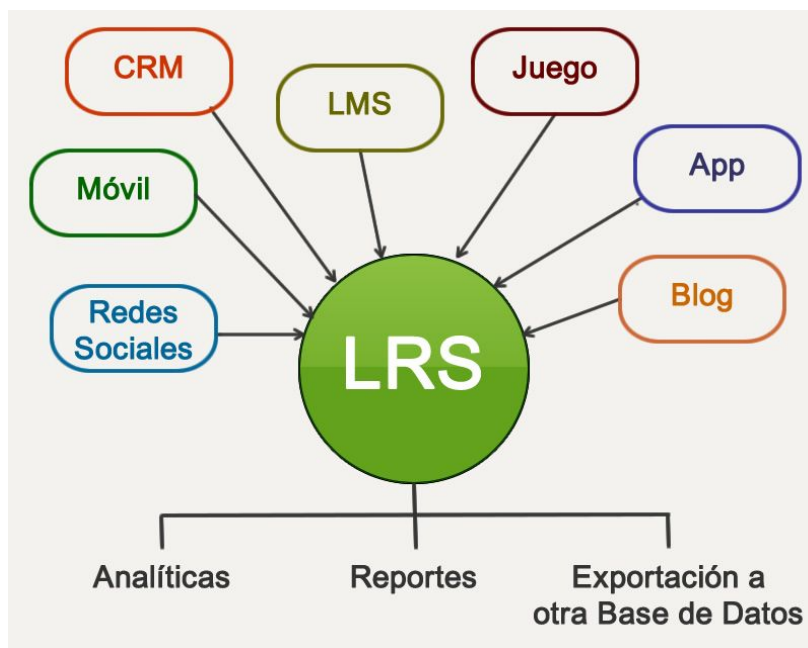 CRM
LMS
Juego
Móvil
App
Redes
Sociales
Blog
LRS
Analíticas
Reportes
Exportación a
otra Base de Datos